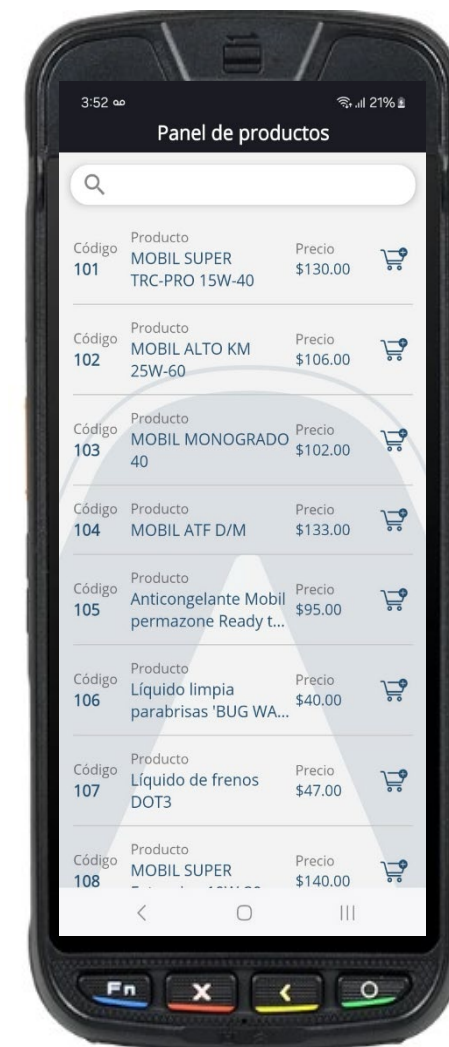 3:52
21%
Panel de productos
Código Producto Precio
101 MOBIL SUPER TRC-PRO 15W-40 $130.00
Código Producto Precio
102 MOBIL ALTO KM 25W-60 $106.00
Código Producto Precio
103 MOBIL MONOGRADO 40 $102.00
Código Producto Precio
104 MOBIL ATF D/M $133.00
Código Producto Precio
105 Anticongelante Mobil permazone Ready t... $95.00
Código Producto Precio
106 Líquido limpia parabrisas 'BUG WA... $40.00
Código Producto Precio
107 Líquido de frenos DOT3 $47.00
Código Producto Precio
108 MOBIL SUPER $140.00
Fn